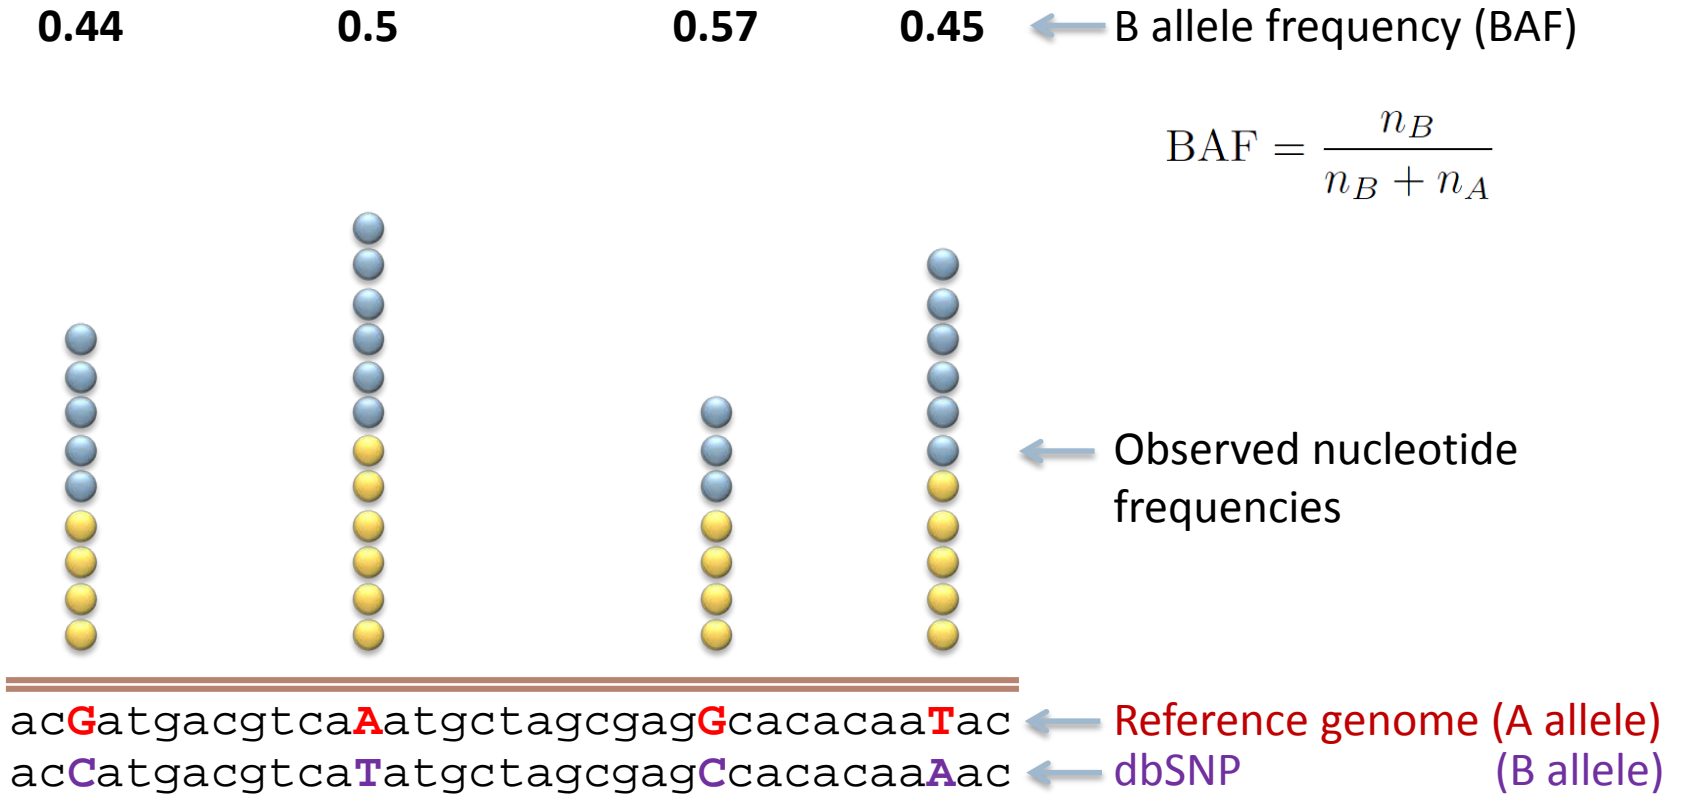 0.44 0.5 0.57 0.45 B allele frequency (BAF)
BAF = n_B / (n_B + n_A)
Observed nucleotide
frequencies
acGatgacgtcaAatgctagcgagGcacacaaTac Reference genome (A allele)
acCatgacgtcaTatgctagcgagCcacacaaAac dbSNP (B allele)